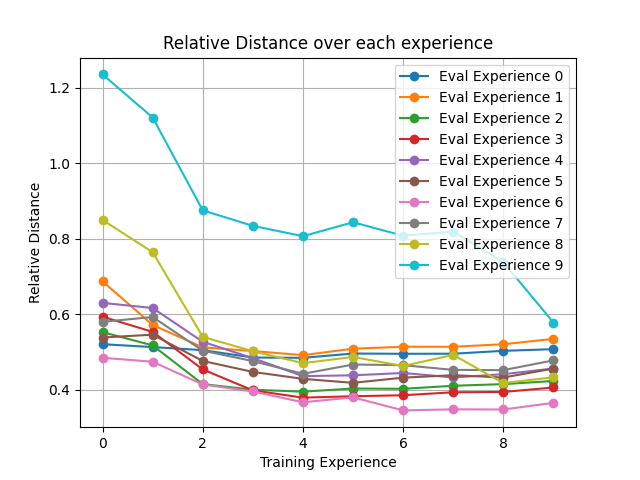 Relative Distance over each experience
Eval Experience 0
Eval Experience 1
Eval Experience 2
Eval Experience 3
Eval Experience 4
Eval Experience 5
Eval Experience 6
Eval Experience 7
Eval Experience 8
Eval Experience 9
Relative Distance
1.2
1.0
0.8
0.6
0.4
0 2 4 6 8
Training Experience